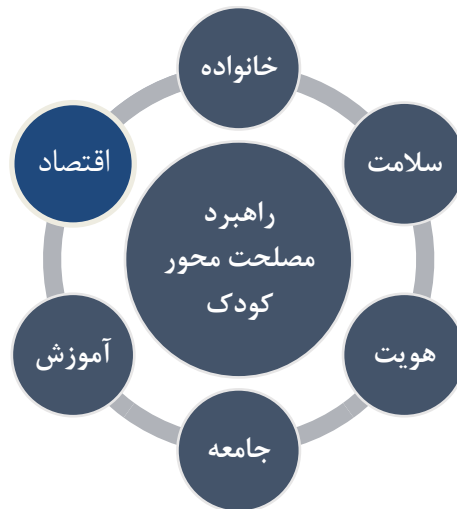 خانواده
سلامت
اقتصاد
راهبرد
مصلحت محور
کودک
هویت
آموزش
جامعه